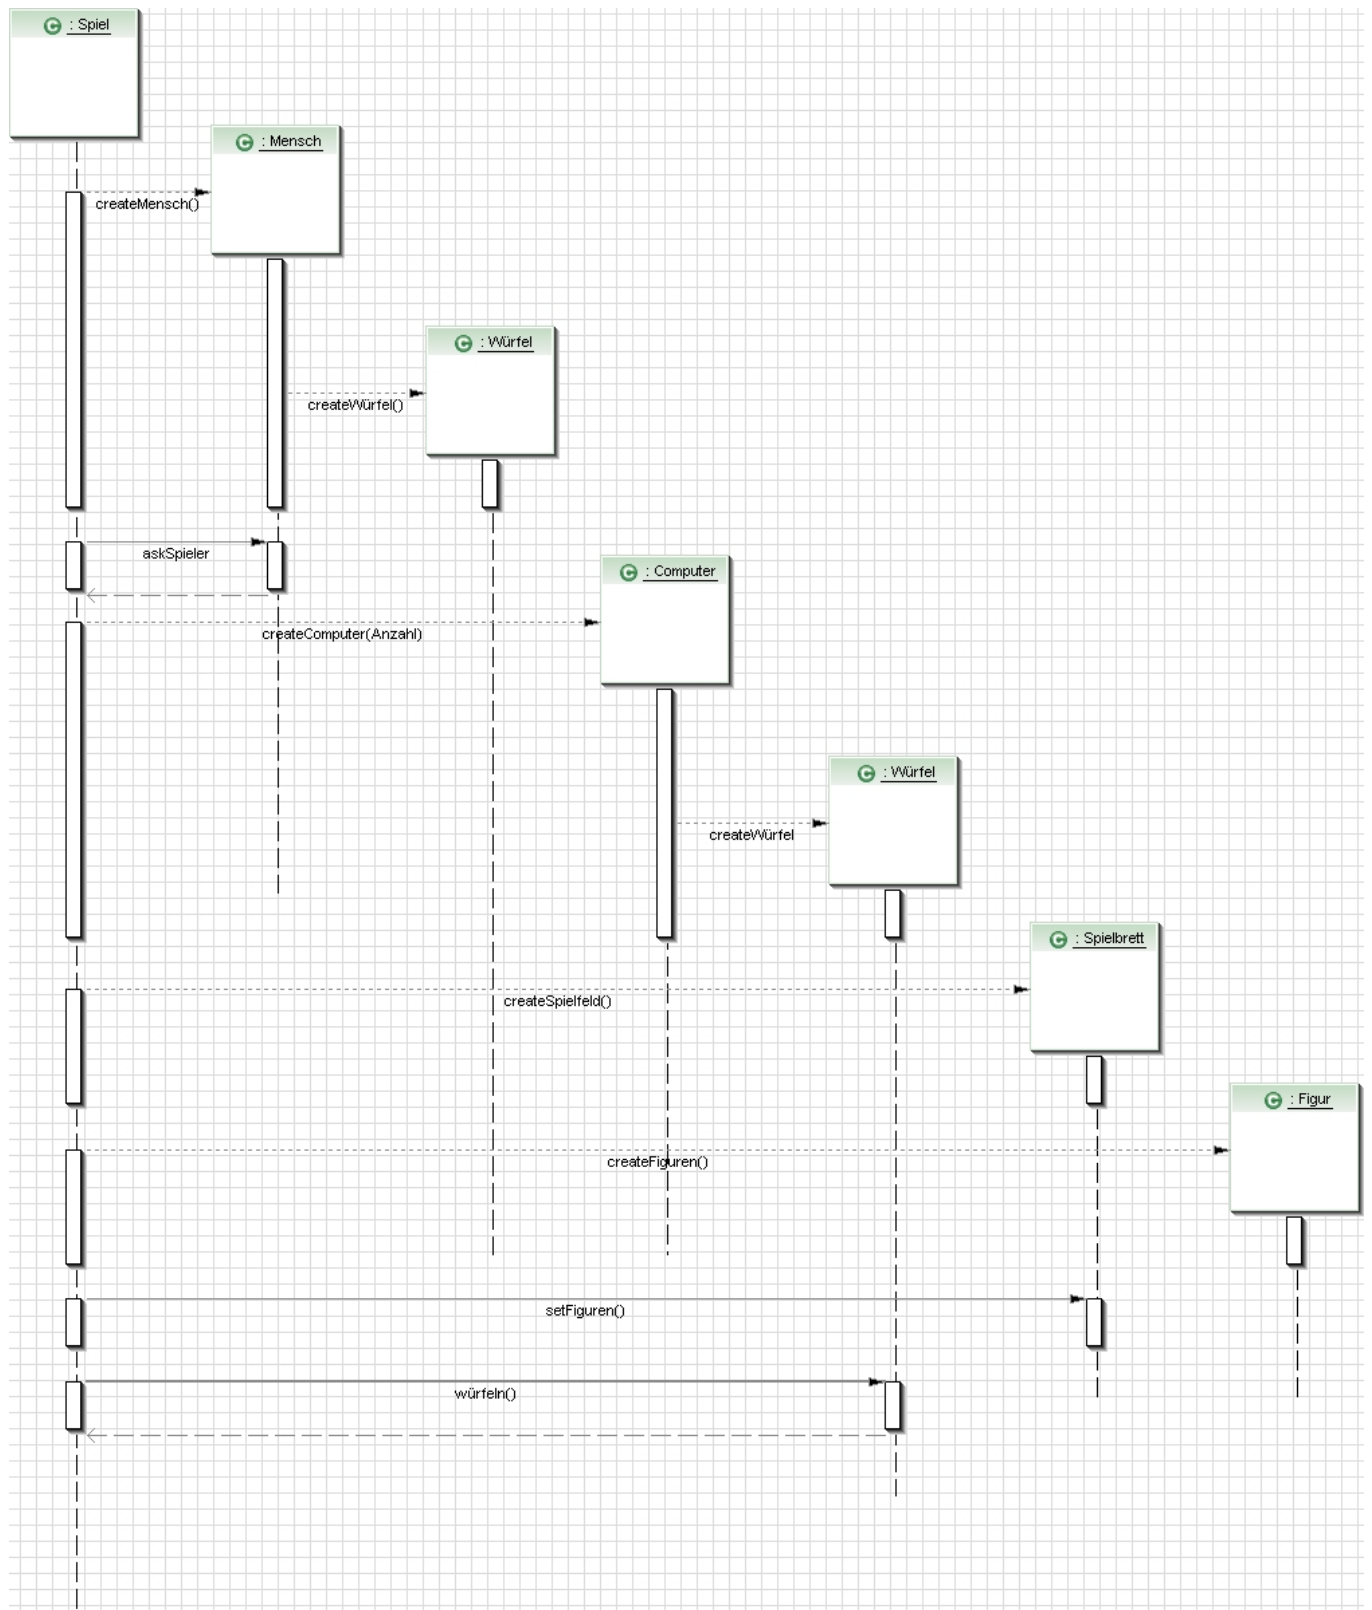 : Spiel
: Mensch
createMensch()
: Würfel
createWürfel()
askSpieler
: Computer
createComputer(Anzahl)
: Würfel
createWürfel
: Spielbrett
createSpielfeld()
: Figur
createFiguren()
setFiguren()
würfeln()